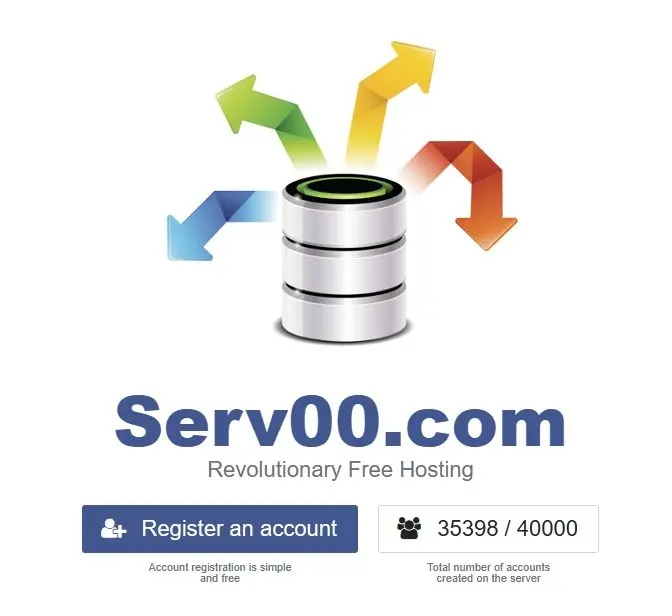 Serv00.com
Revolutionary Free Hosting
Register an account
35398 / 40000
Account registration is simple
and free
Total number of accounts
created on the server